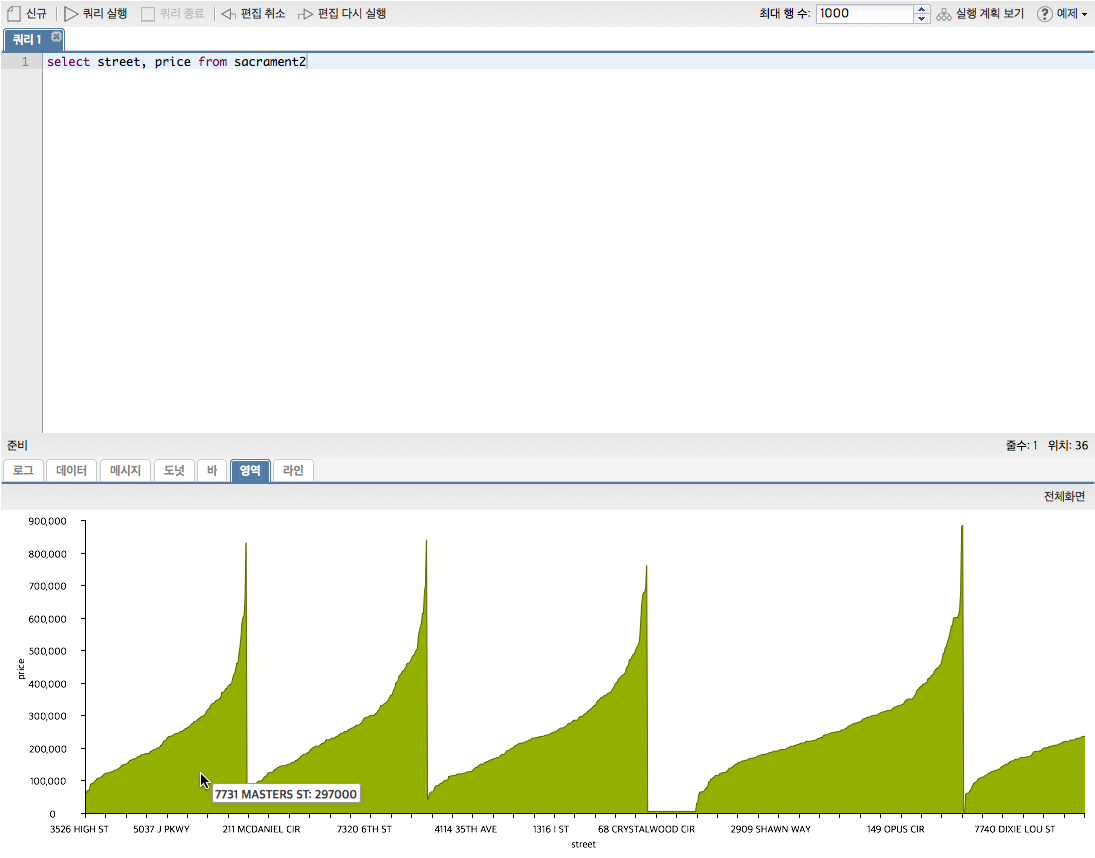 신규 쿼리 실행 쿼리 종료 편집 취소 편집 다시 실행 최대 행 수: 1000 실행 계획 보기 ? 예제
쿼리 1
1 select street, price from sacrament2
준비 줄수: 1 위치: 36
로그 데이터 메시지 도넛 바 영역 라인
전체화면
900,000
800,000
700,000
600,000
500,000
400,000
300,000
200,000
100,000
0
price
7731 MASTERS ST: 297000
3526 HIGH ST 5037 J PKWY 211 MCDANIEL CIR 7320 6TH ST 4114 35TH AVE 1316 I ST 68 CRYSTALWOOD CIR 2909 SHAWN WAY 149 OPUS CIR 7740 DIXIE LOU ST
street